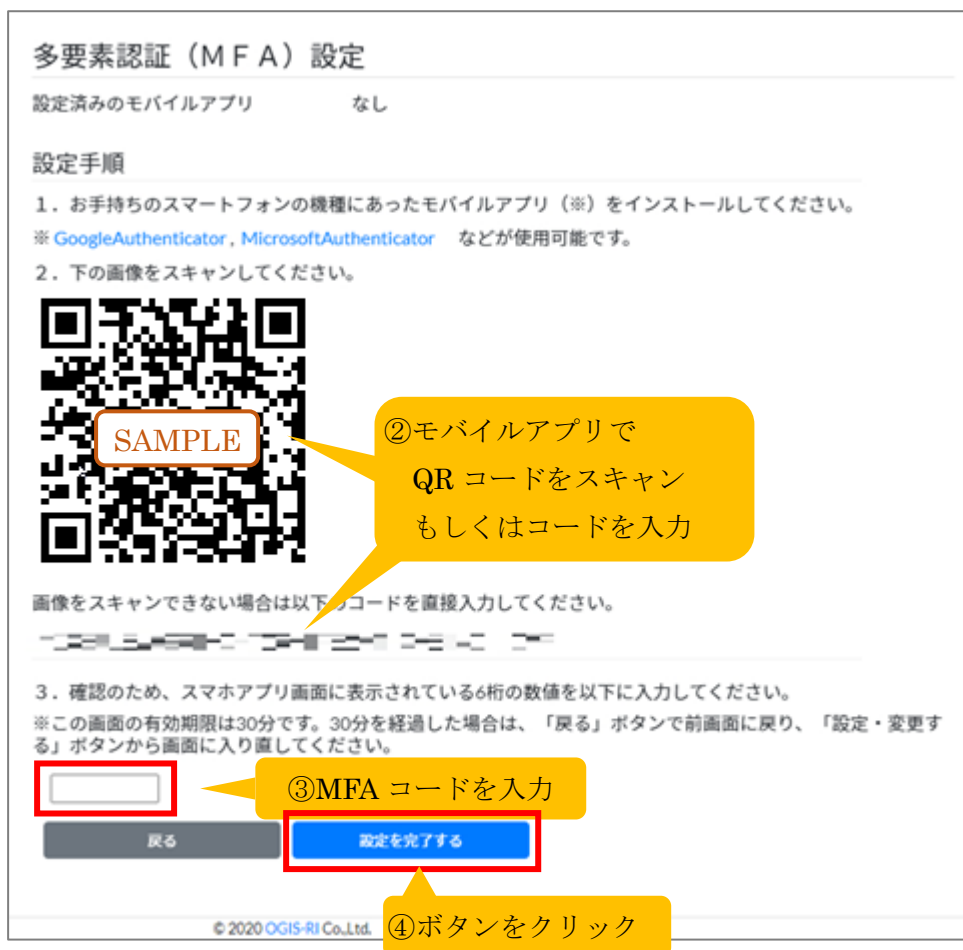 多要素認証（ＭＦＡ）設定
設定済みのモバイルアプリ なし
設定手順
１．お手持ちのスマートフォンの機種にあったモバイルアプリ（※）をインストールしてください。
※ GoogleAuthenticator , MicrosoftAuthenticator などが使用可能です。
２．下の画像をスキャンしてください。
SAMPLE
②モバイルアプリで
QR コードをスキャン
もしくはコードを入力
画像をスキャンできない場合は以下のコードを直接入力してください。
３．確認のため、スマホアプリ画面に表示されている6桁の数値を以下に入力してください。
※この画面の有効期限は30分です。30分を経過した場合は、「戻る」ボタンで前画面に戻り、「設定・変更す
る」ボタンから画面に入り直してください。
③MFA コードを入力
戻る 設定を完了する
④ボタンをクリック
© 2020 OGIS-RI Co.,Ltd.